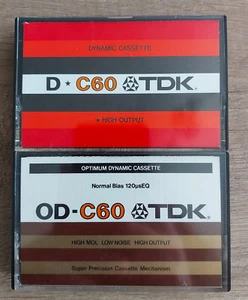 DYNAMIC CASSETTE
D • C60 TDK
★ HIGH OUTPUT
OPTIMUM DYNAMIC CASSETTE
Normal Bias 120µsEQ
OD-C60 TDK
HIGH MOL LOW NOISE HIGH OUTPUT
Super Precision Cassette Mechanism